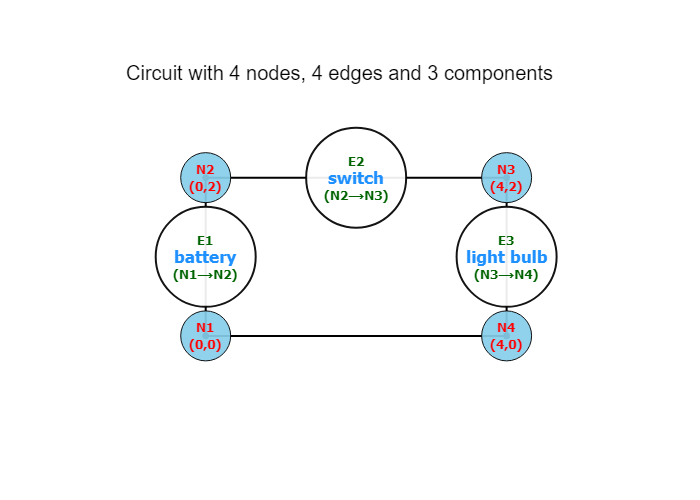 Circuit with 4 nodes, 4 edges and 3 components
N2
(0,2)
E2
switch
(N2→N3)
N3
(4,2)
E1
battery
(N1→N2)
E3
light bulb
(N3→N4)
N1
(0,0)
N4
(4,0)